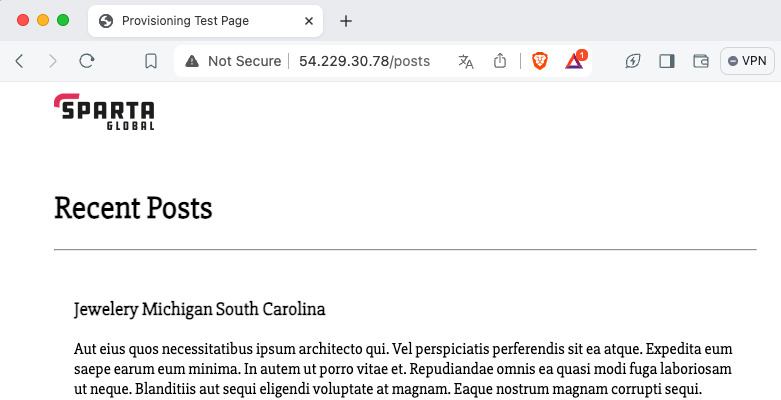 Provisioning Test Page
Not Secure 54.229.30.78/posts
1
VPN
SPARTA
GLOBAL
Recent Posts
Jewelery Michigan South Carolina
Aut eius quos necessitatibus ipsum architecto qui. Vel perspiciatis perferendis sit ea atque. Expedita eum
saepe earum eum minima. In autem ut porro vitae et. Repudiandae omnis ea quasi modi fuga laboriosam
ut neque. Blanditiis aut sequi eligendi voluptate at magnam. Eaque nostrum magnam corrupti sequi.